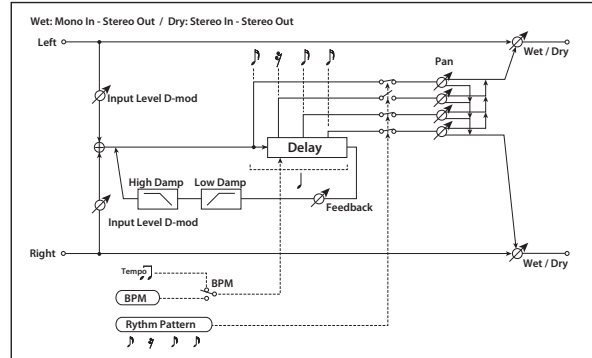 Wet: Mono In - Stereo Out / Dry: Stereo In - Stereo Out
Left
Wet / Dry
Pan
Input Level D-mod
Delay
High Damp
Low Damp
Feedback
Input Level D-mod
Right
Wet / Dry
Tempo
BPM
BPM
Rythm Pattern